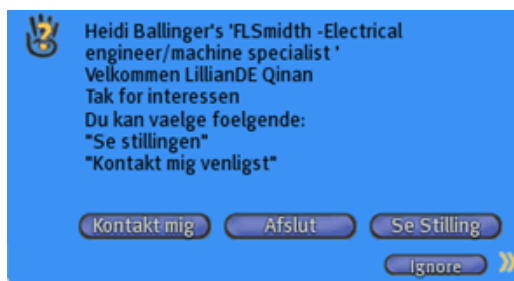 Heidi Ballinger's 'FLSmidth -Electrical
engineer/machine specialist '
Velkommen LillianDE Qinan
Tak for interessen
Du kan vaelge foelgende:
"Se stillingen"
"Kontakt mig venligst"
Kontakt mig Afslut Se Stilling
Ignore »